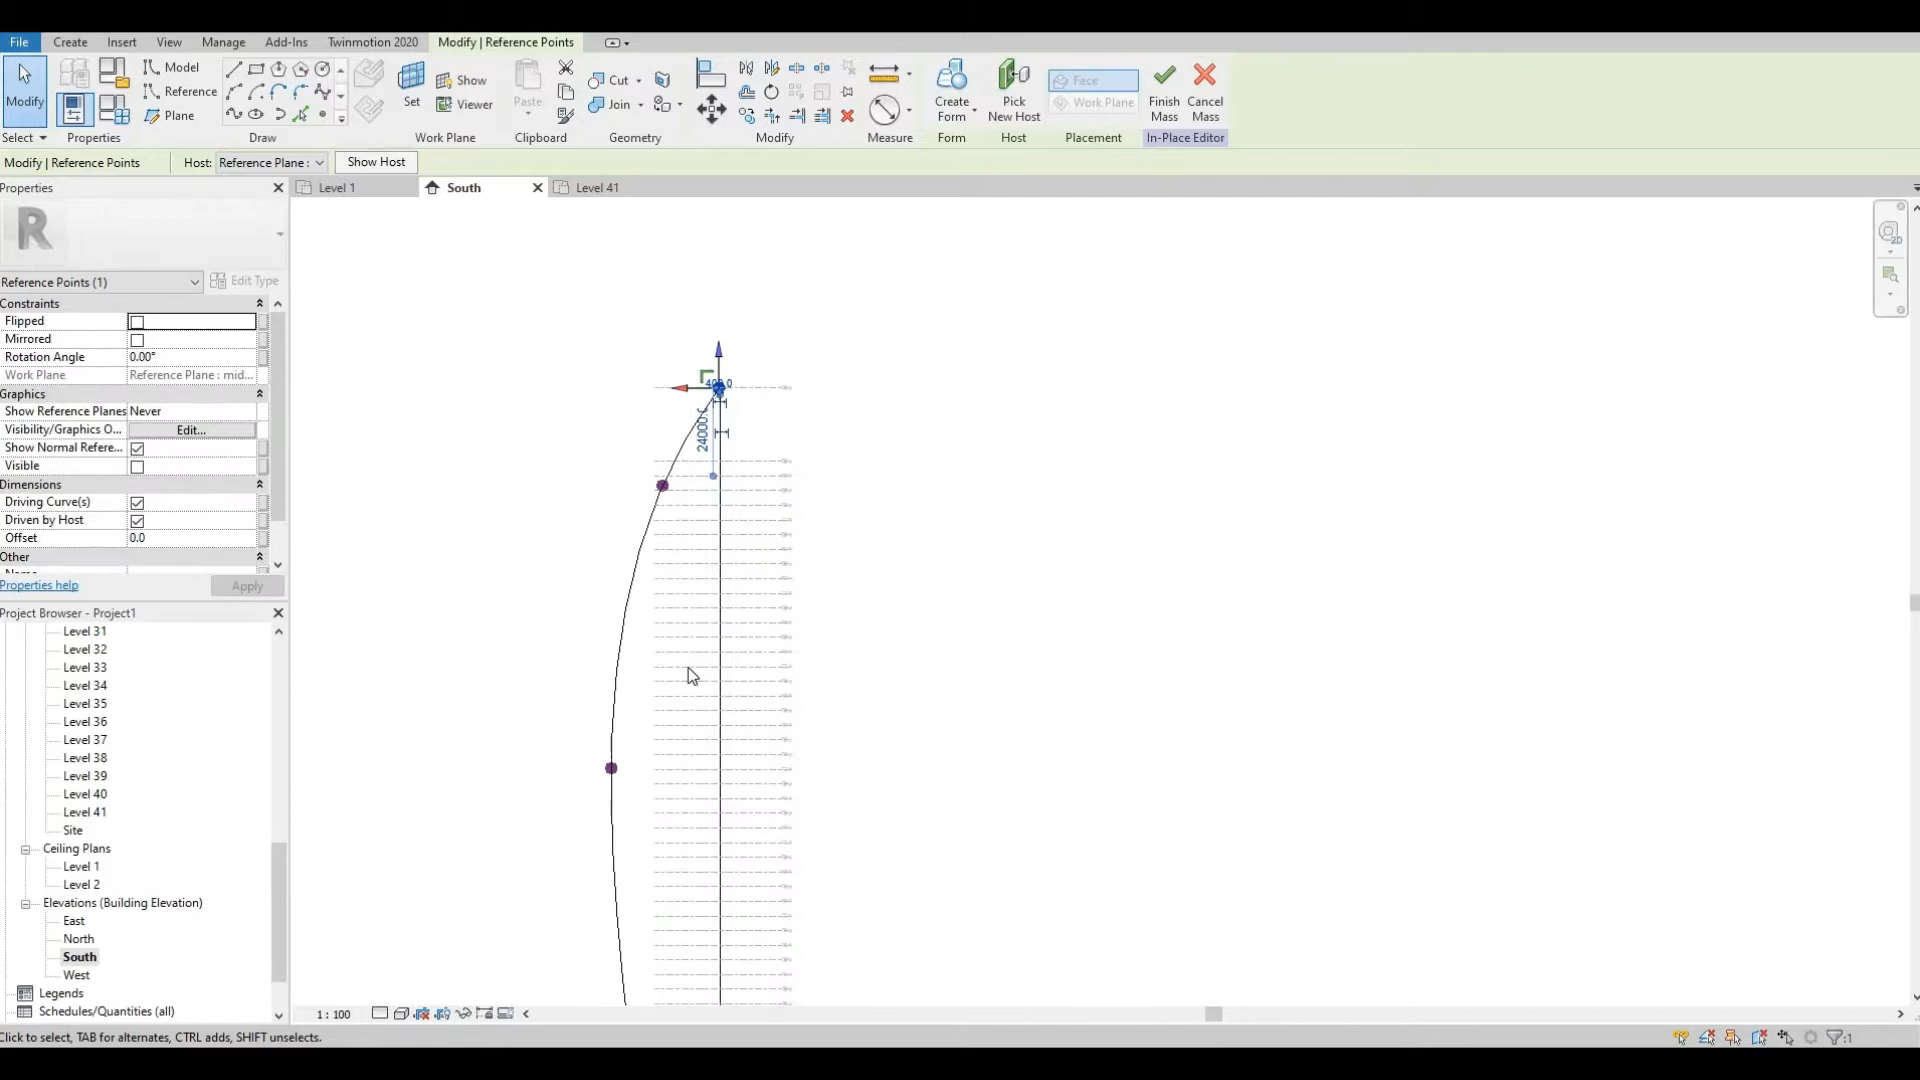 File Create Insert View Manage Add-Ins Twinmotion 2020 Modify | Reference Points
Modify
Select
Properties
Model
Reference
Plane
Draw
Set
Show
Viewer
Work Plane
Paste
Clipboard
Cut
Join
Geometry
Modify
Measure
Create
Form
Form
Pick
New Host
Host
Face
Work Plane
Placement
Finish
Mass
Cancel
Mass
In-Place Editor
Modify | Reference Points Host: Reference Plane : Show Host
Properties
Level 1
South
Level 41
R
Reference Points (1) Edit Type
Constraints
Flipped
Mirrored
Rotation Angle 0.00°
Work Plane Reference Plane : mid...
Graphics
Show Reference Planes Never
Visibility/Graphics O... Edit...
Show Normal Refere...
Visible
Dimensions
Driving Curve(s)
Driven by Host
Offset 0.0
Other
Properties help Apply
Project Browser - Project1
Level 31
Level 32
Level 33
Level 34
Level 35
Level 36
Level 37
Level 38
Level 39
Level 40
Level 41
Site
Ceiling Plans
Level 1
Level 2
Elevations (Building Elevation)
East
North
South
West
Legends
Schedules/Quantities (all)
24000.0
2D
1 : 100
Click to select, TAB for alternates, CTRL adds, SHIFT unselects.
:1